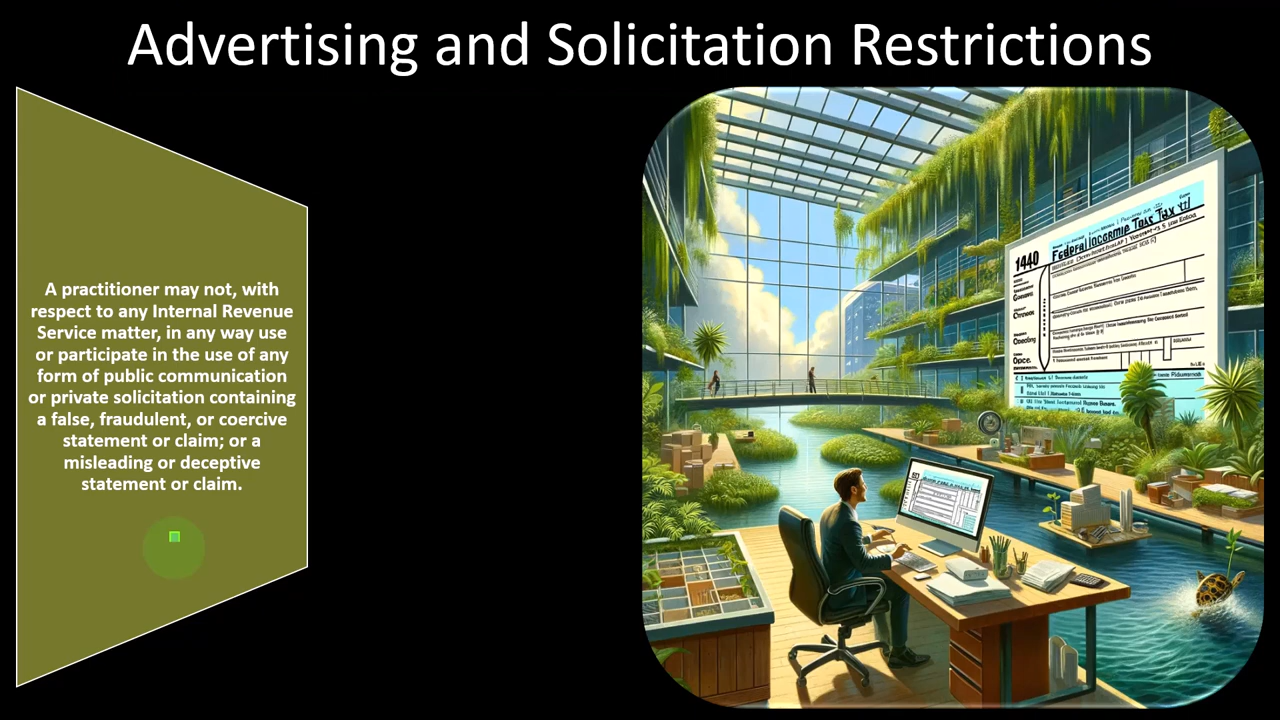 Advertising and Solicitation Restrictions
A practitioner may not, with
respect to any Internal Revenue
Service matter, in any way use
or participate in the use of any
form of public communication
or private solicitation containing
a false, fraudulent, or coercive
statement or claim; or a
misleading or deceptive
statement or claim.
1440